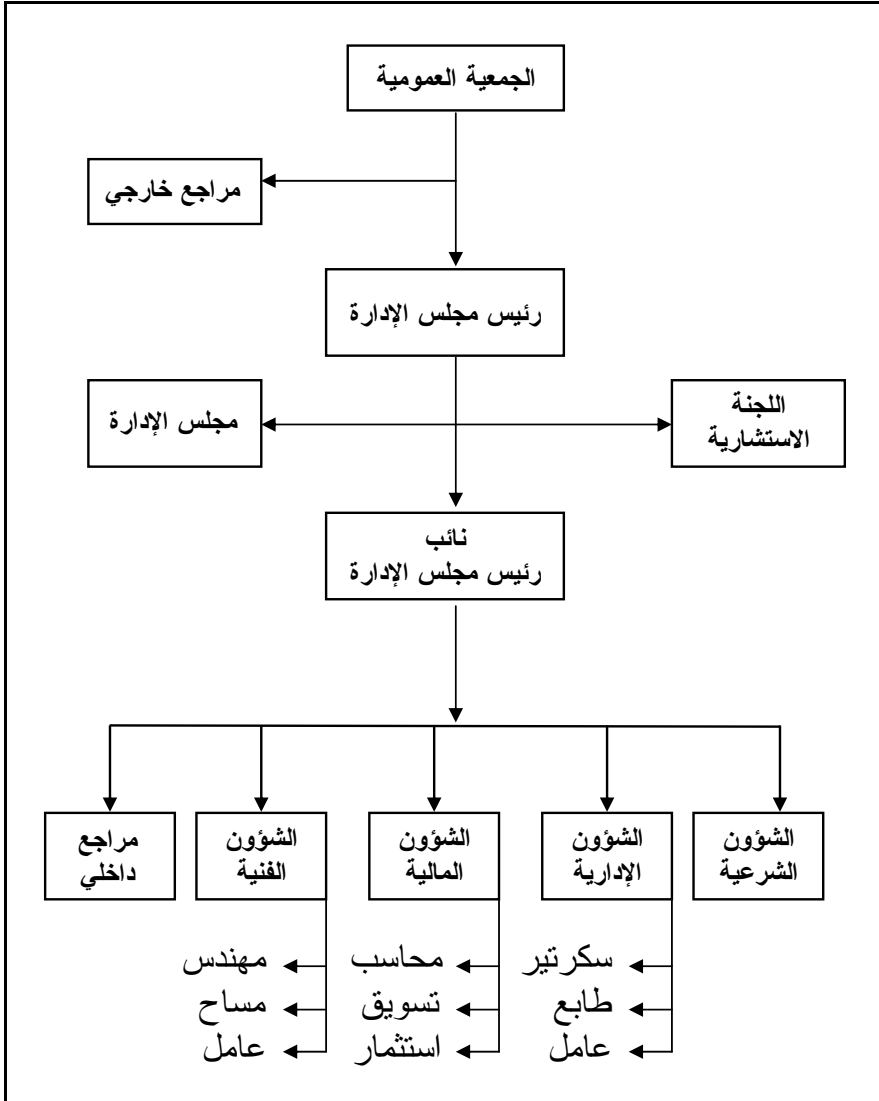 الجمعية العمومية
مراجع خارجي
رئيس مجلس الإدارة
اللجنة
الاستشارية
مجلس الإدارة
نائب
رئيس مجلس الإدارة
الشؤون
الشرعية
الشؤون
الإدارية
الشؤون
المالية
الشؤون
الفنية
مراجع
داخلي
سكرتير
طابع
عامل
محاسب
تسويق
استثمار
مهندس
مساح
عامل